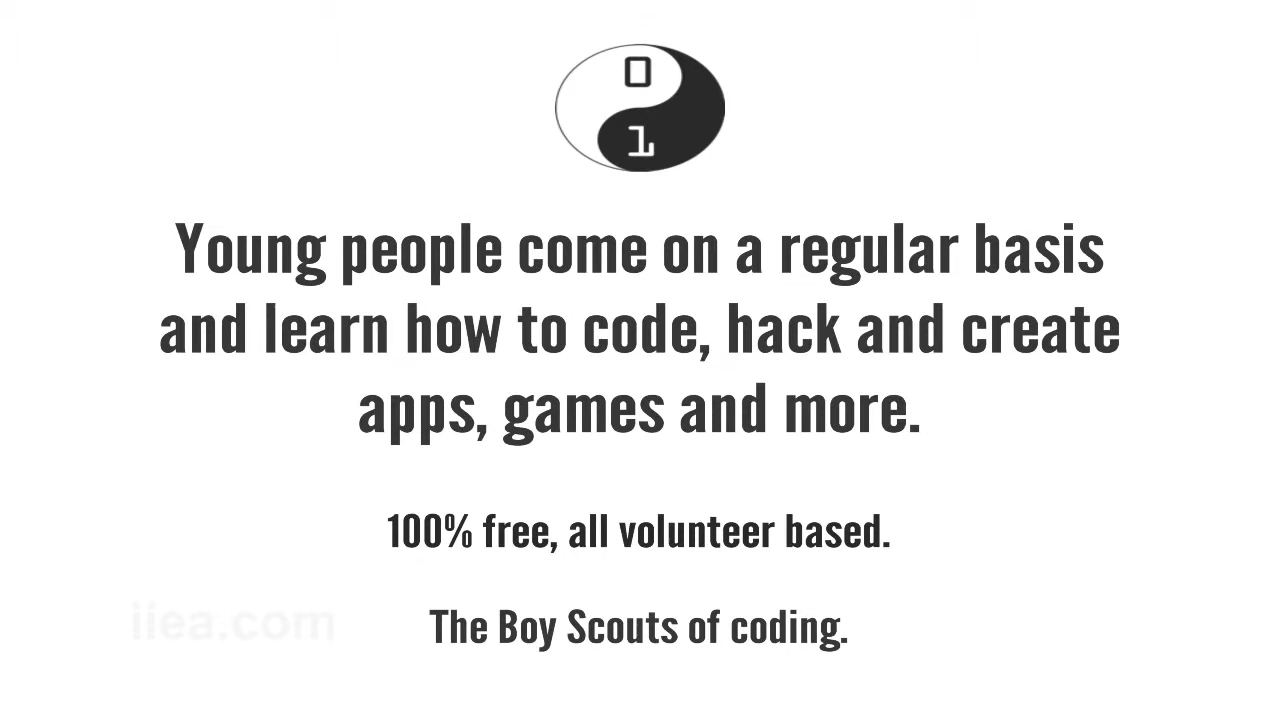 0
1
Young people come on a regular basis
and learn how to code, hack and create
apps, games and more.
100% free, all volunteer based.
The Boy Scouts of coding.
iiea.com